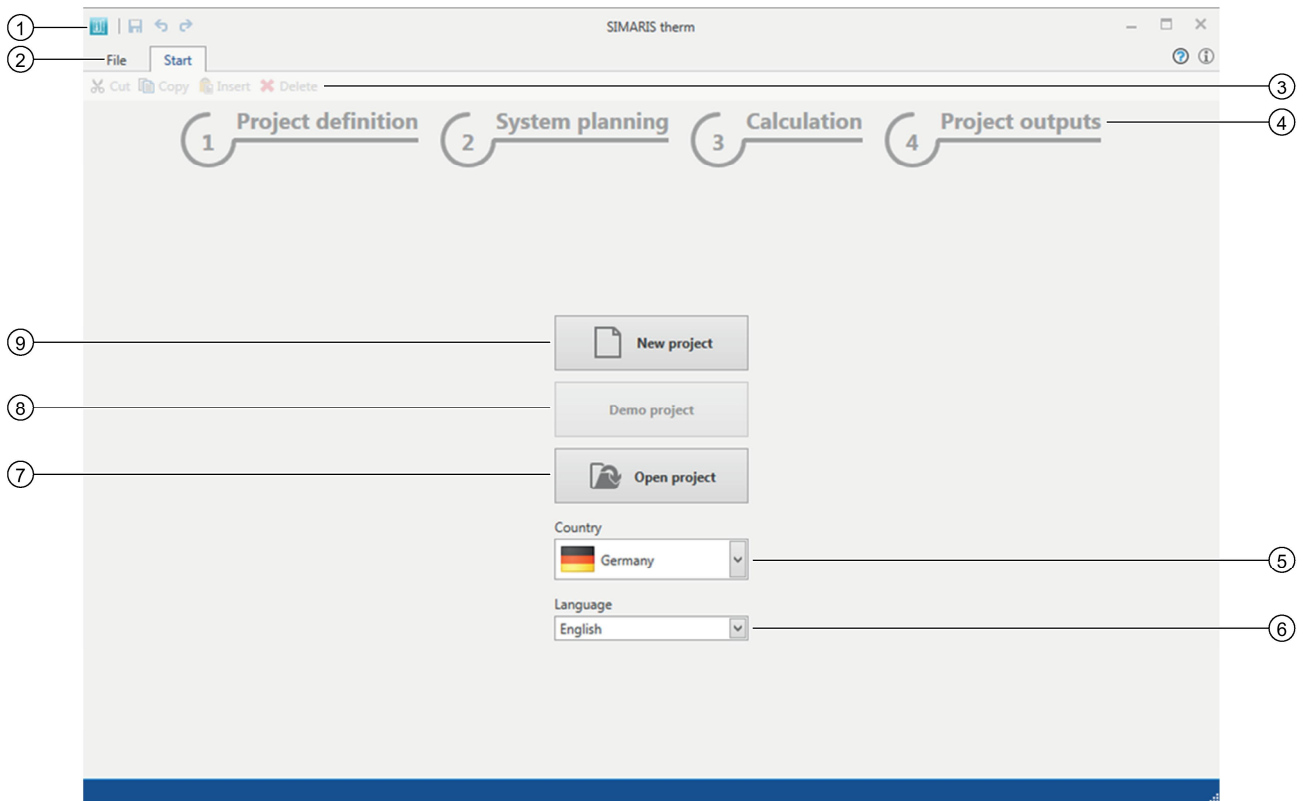 1
SIMARIS therm
2 File Start
Cut Copy Insert Delete 3
1 Project definition 2 System planning 3 Calculation 4 Project outputs 4
9 New project
8 Demo project
7 Open project
Country
Germany 5
Language
English 6